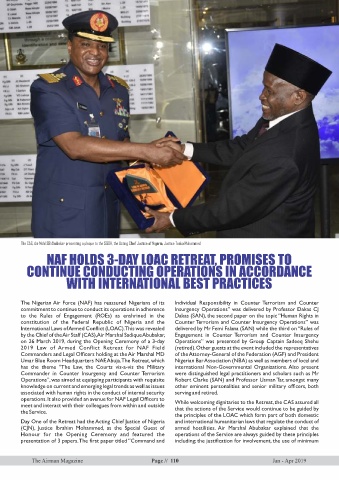 The CAS, Air Mshl SB Abubakar presenting a plaque to the GSOH, the Acting Chief Justice of Nigeria, Justice Tanko Mohammed
NAF HOLDS 3-DAY LOAC RETREAT, PROMISES TO
CONTINUE CONDUCTING OPERATIONS IN ACCORDANCE
WITH INTERNATIONAL BEST PRACTICES
The Nigerian Air Force (NAF) has reassured Nigerians of its
commitment to continue to conduct its operations in adherence
to the Rules of Engagement (ROEs) as enshrined in the
constitution of the Federal Republic of Nigeria and the
International Laws of Armed Conflict (LOAC). This was revealed
by the Chief of the Air Staff (CAS), Air Marshal Sadique Abubakar,
on 26 March 2019, during the Opening Ceremony of a 3-day
2019 Law of Armed Conflict Retreat For NAF Field
Commanders and Legal Officers holding at the Air Marshal MD
Umar Blue Room Headquarters NAF, Abuja. The Retreat, which
has the theme "The Law, the Courts vis-a-vis the Military
Commander in Counter Insurgency and Counter Terrorism
Operations", was aimed at equipping participants with requisite
knowledge on current and emerging legal trends as well as issues
associated with human rights in the conduct of internal security
operations. It also provided an avenue for NAF Legal Officers to
meet and interact with their colleagues from within and outside
the Service.
Day One of the Retreat had the Acting Chief Justice of Nigeria
(CJN), Justice Ibrahim Mohammed, as the Special Guest of
Honour for the Opening Ceremony and featured the
presentation of 3 papers. The first paper titled "Command and
Individual Responsibility in Counter Terrorism and Counter
Insurgency Operations" was delivered by Professor Dakas CJ
Dakas (SAN), the second paper on the topic "Human Rights in
Counter Terrorism and Counter Insurgency Operations" was
delivered by Mr Femi Falana (SAN) while the third on "Rules of
Engagement in Counter Terrorism and Counter Insurgency
Operations" was presented by Group Captain Sadeeq Shehu
(retired). Other guests at the event included the representatives
of the Attorney-General of the Federation (AGF) and President
Nigerian Bar Association (NBA) as well as members of local and
international Non-Governmental Organizations. Also present
were distinguished legal practitioners and scholars such as Mr
Robert Clarke (SAN) and Professor Usman Tar, amongst many
other eminent personalities and senior military officers, both
serving and retired.
While welcoming dignitaries to the Retreat, the CAS assured all
that the actions of the Service would continue to be guided by
the principles of the LOAC which form part of both domestic
and international humanitarian laws that regulate the conduct of
armed hostilities. Air Marshal Abubakar explained that the
operations of the Service are always guided by these principles
including the justification for involvement, the use of minimum
The Airman Magazine
Page // 110
Jan - Apr 2019